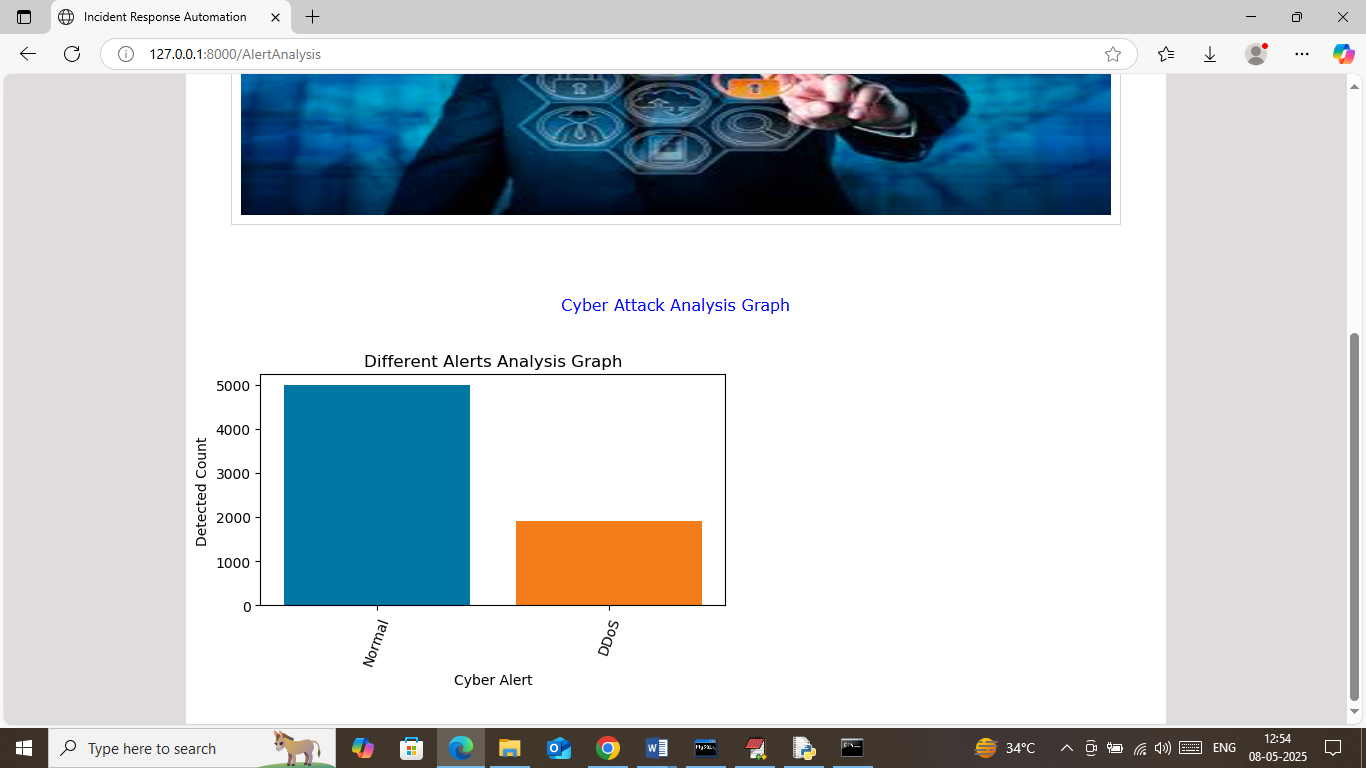 Incident Response Automation
127.0.0.1:8000/AlertAnalysis
Cyber Attack Analysis Graph
Different Alerts Analysis Graph
5000
4000
3000
2000
1000
0
Detected Count
Normal
DDoS
Cyber Alert
Type here to search
34°C
ENG
12:54
08-05-2025